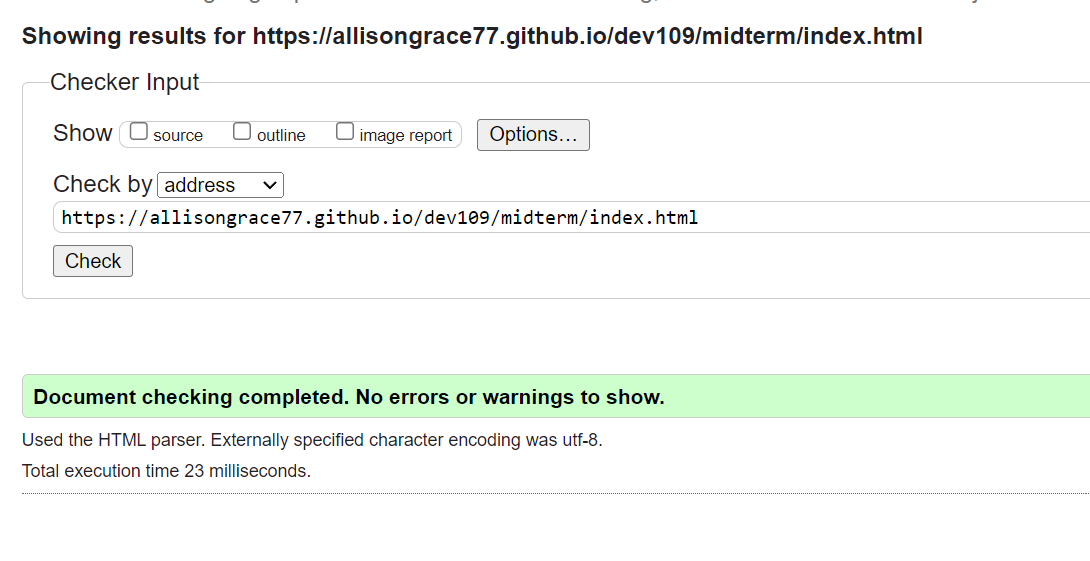 Showing results for https://allisongrace77.github.io/dev109/midterm/index.html
Checker Input
Show source outline image report Options...
Check by address
https://allisongrace77.github.io/dev109/midterm/index.html
Check
Document checking completed. No errors or warnings to show.
Used the HTML parser. Externally specified character encoding was utf-8.
Total execution time 23 milliseconds.